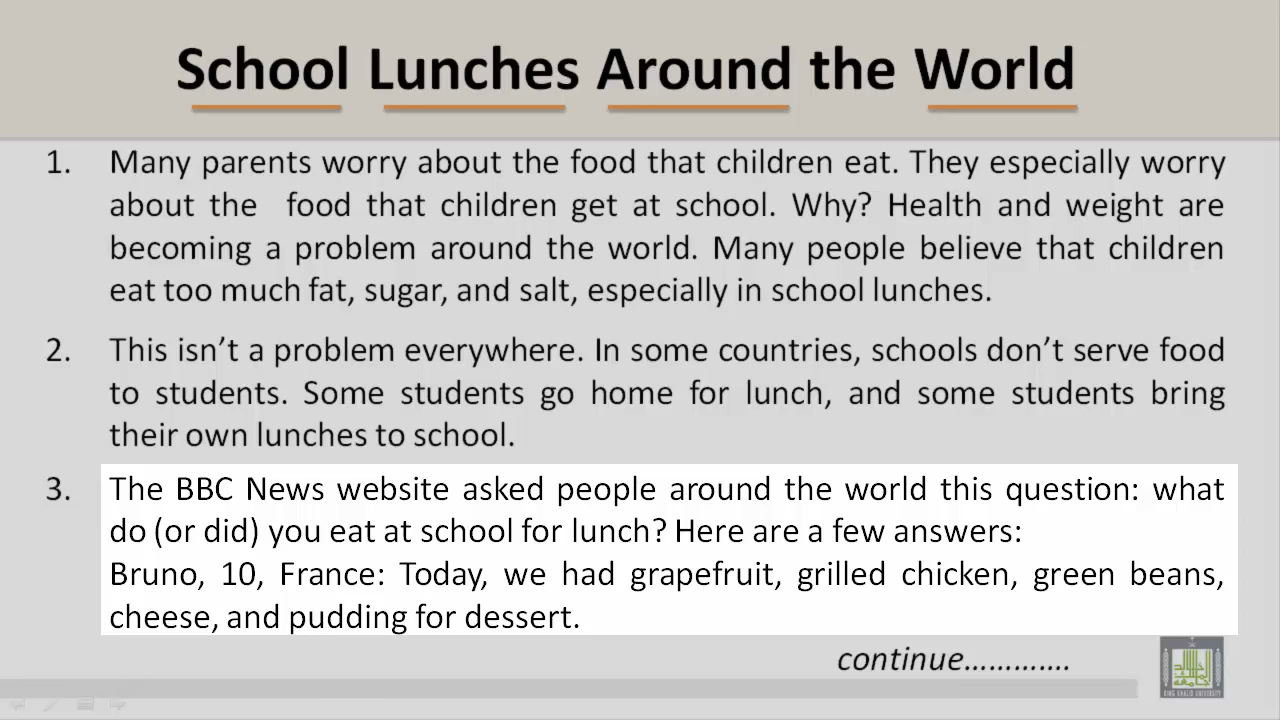 School Lunches Around the World
1. Many parents worry about the food that children eat. They especially worry
about the food that children get at school. Why? Health and weight are
becoming a problem around the world. Many people believe that children
eat too much fat, sugar, and salt, especially in school lunches.
2. This isn't a problem everywhere. In some countries, schools don't serve food
to students. Some students go home for lunch, and some students bring
their own lunches to school.
3. The BBC News website asked people around the world this question: what
do (or did) you eat at school for lunch? Here are a few answers:
Bruno, 10, France: Today, we had grapefruit, grilled chicken, green beans,
cheese, and pudding for dessert.
continue………….
KING KHALID UNIVERSITY